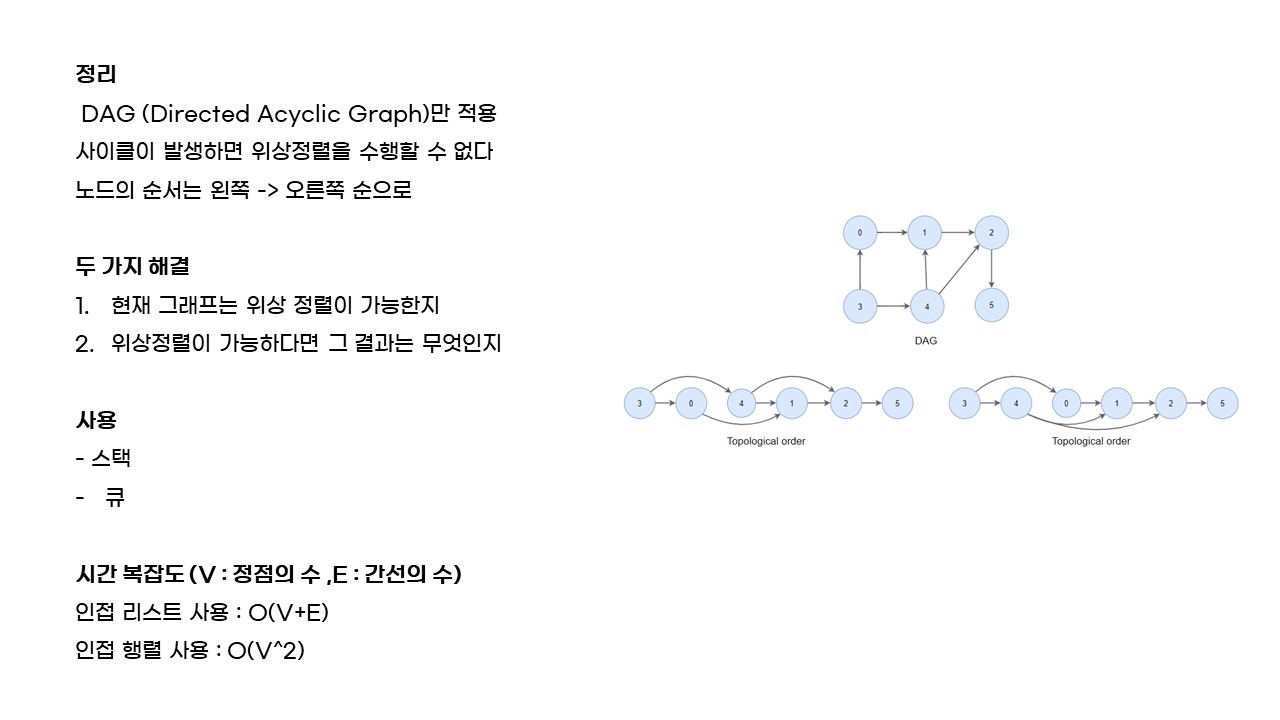 정리
DAG (Directed Acyclic Graph)만 적용
사이클이 발생하면 위상정렬을 수행할 수 없다
노드의 순서는 왼쪽 -> 오른쪽 순으로
두 가지 해결
1. 현재 그래프는 위상 정렬이 가능한지
2. 위상정렬이 가능하다면 그 결과는 무엇인지
사용
- 스택
- 큐
시간 복잡도 (V : 정점의 수 ,E : 간선의 수)
인접 리스트 사용 : O(V+E)
인접 행렬 사용 : O(V^2)
0 1 2
3 4 5
DAG
3 0 4 1 2 5
Topological order
3 4 0 1 2 5
Topological order